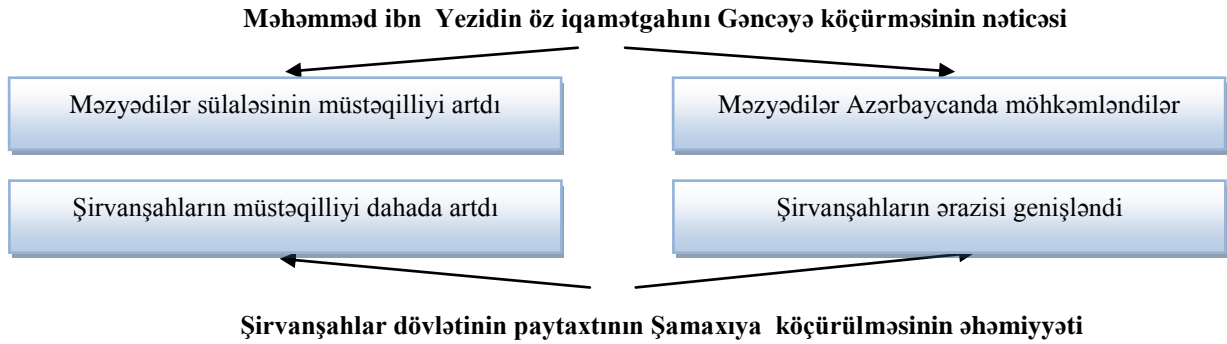 Məhəmməd ibn Yezidin öz iqamətgahını Gəncəyə köçürməsinin nəticəsi
Məzyədilər sülaləsinin müstəqilliyi artdı
Məzyədilər Azərbaycanda möhkəmləndilər
Şirvanşahların müstəqilliyi dahada artdı
Şirvanşahların ərazisi genişləndi
Şirvanşahlar dövlətinin paytaxtının Şamaxıya köçürülməsinin əhəmiyyəti